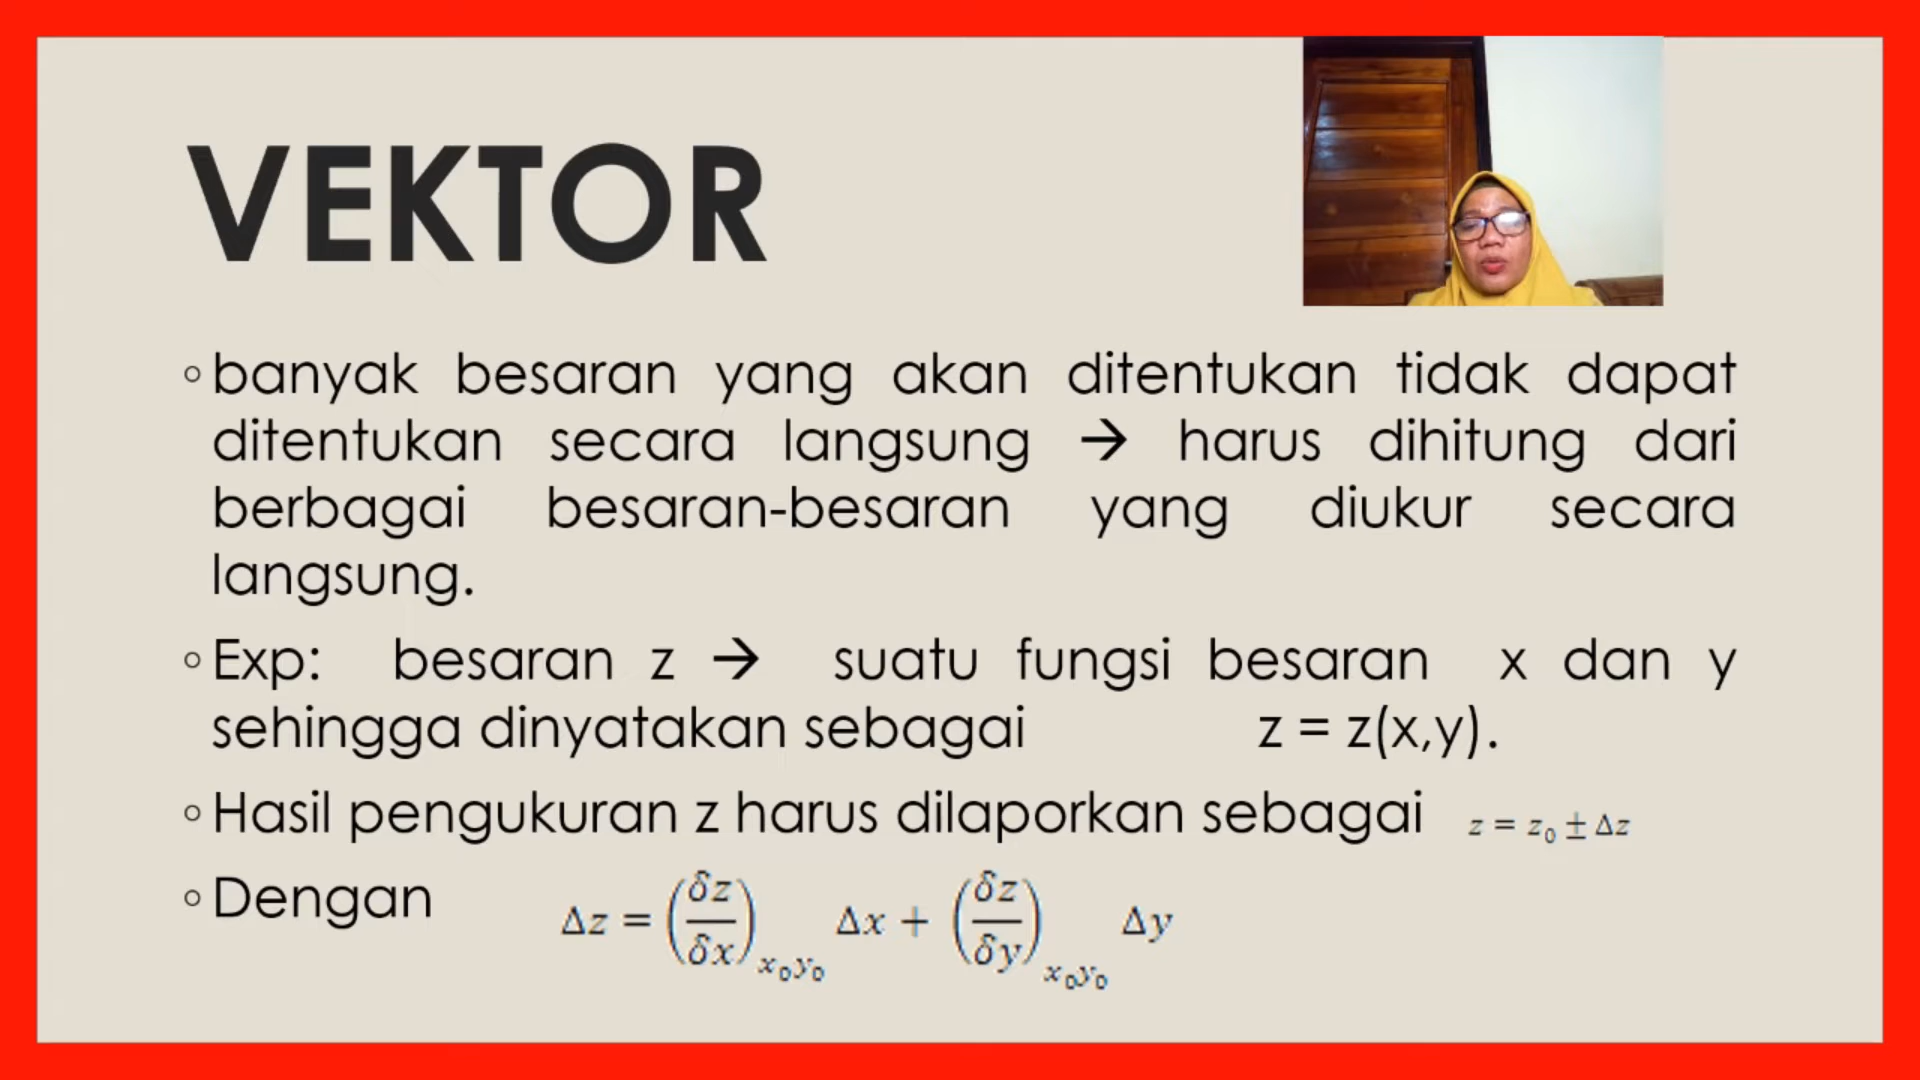 VEKTOR
◦banyak besaran yang akan ditentukan tidak dapat
ditentukan secara langsung → harus dihitung dari
berbagai besaran-besaran yang diukur secara
langsung.
◦Exp: besaran z → suatu fungsi besaran x dan y
sehingga dinyatakan sebagai z = z(x,y).
◦Hasil pengukuran z harus dilaporkan sebagai z = z₀ ± Δz
◦Dengan Δz = (δz/δx)ₓ₀y₀ Δx + (δz/δy)ₓ₀y₀ Δy